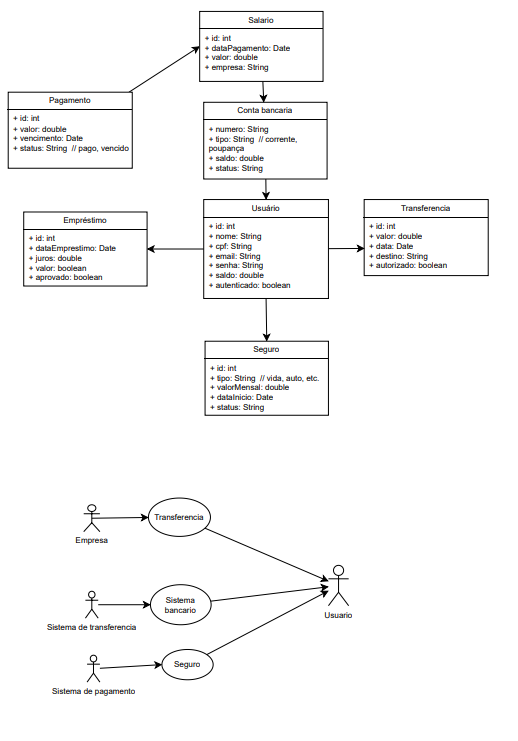 Salario
+ id: int
+ dataPagamento: Date
+ valor: double
+ empresa: String
Pagamento
+ id: int
+ valor: double
+ vencimento: Date
+ status: String // pago, vencido
Conta bancaria
+ numero: String
+ tipo: String // corrente,
poupança
+ saldo: double
+ status: String
Empréstimo
+ id: int
+ dataEmprestimo: Date
+ juros: double
+ valor: boolean
+ aprovado: boolean
Usuário
+ id: int
+ nome: String
+ cpf: String
+ email: String
+ senha: String
+ saldo: double
+ autenticado: boolean
Transferencia
+ id: int
+ valor: double
+ data: Date
+ destino: String
+ autorizado: boolean
Seguro
+ id: int
+ tipo: String // vida, auto, etc.
+ valorMensal: double
+ dataInicio: Date
+ status: String
Empresa
Transferencia
Sistema de transferencia
Sistema
bancario
Usuario
Sistema de pagamento
Seguro